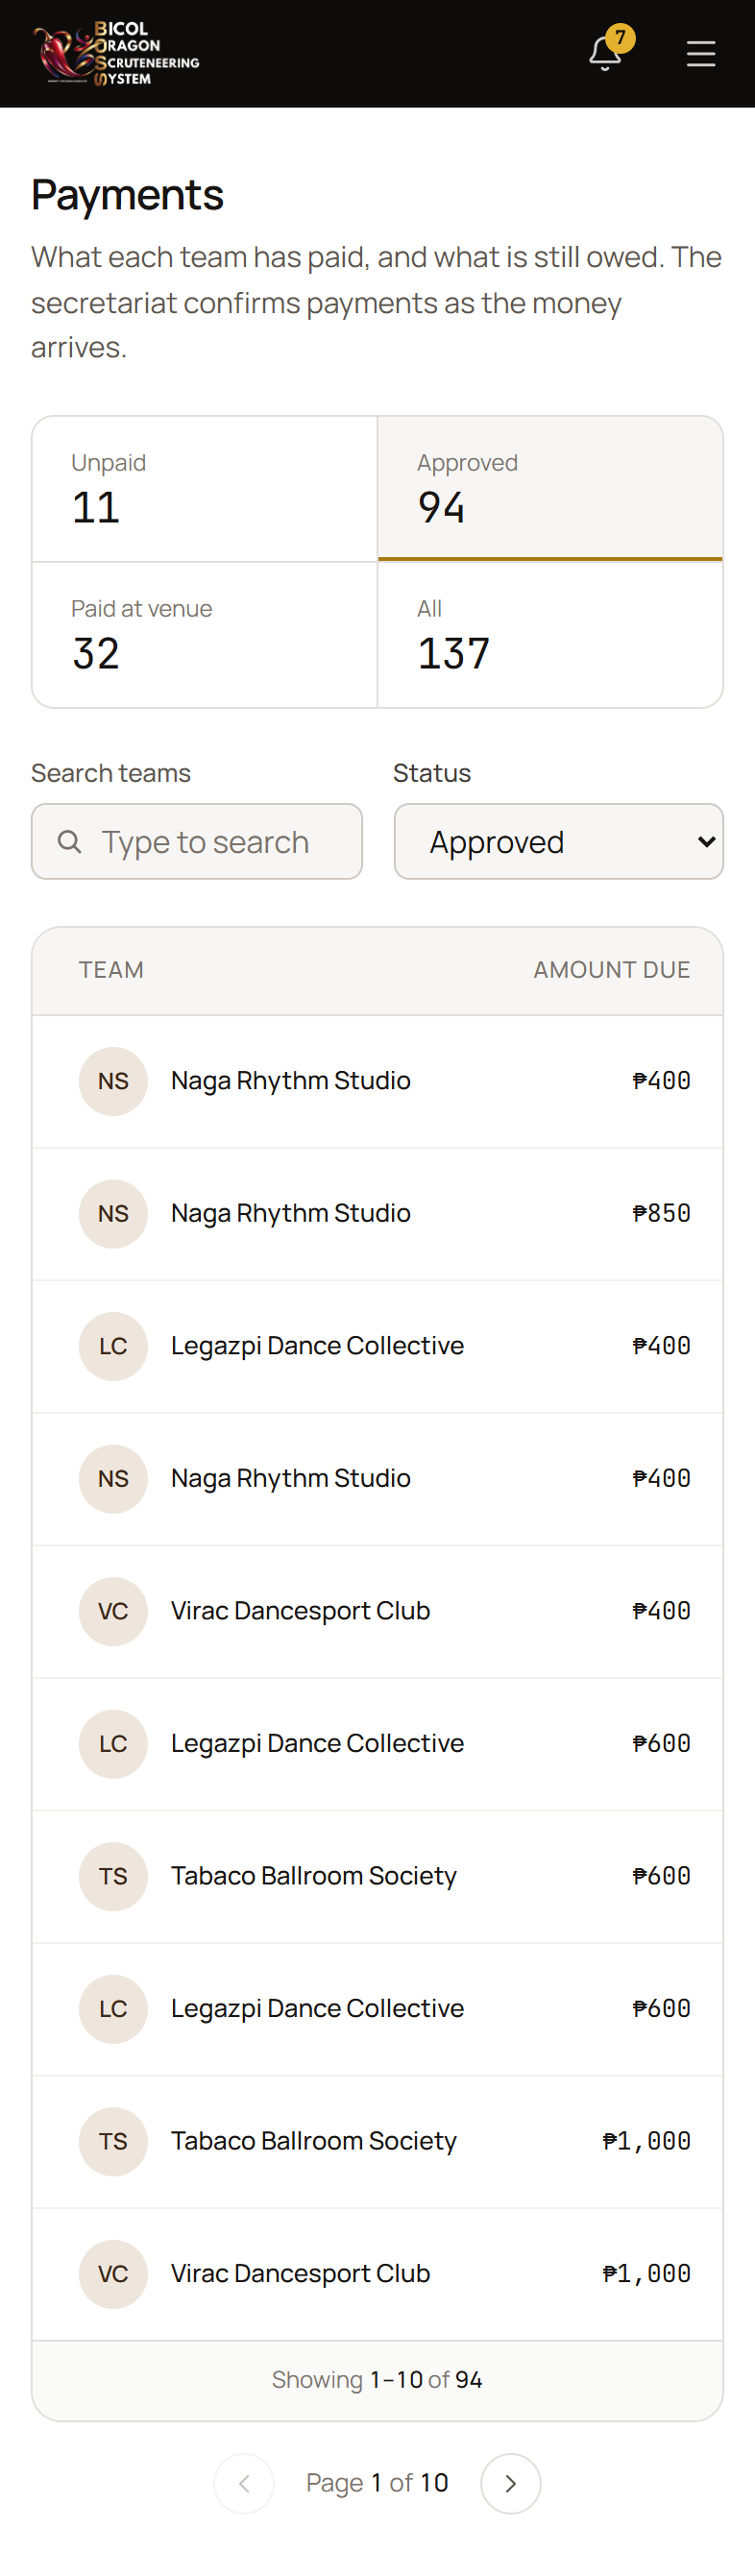 BICOL
DRAGON
SCRUTENEERING
SYSTEM
7
Payments
What each team has paid, and what is still owed. The
secretariat confirms payments as the money
arrives.
Unpaid
11
Approved
94
Paid at venue
32
All
137
Search teams
Status
Type to search
Approved
TEAM AMOUNT DUE
NS Naga Rhythm Studio ₱400
NS Naga Rhythm Studio ₱850
LC Legazpi Dance Collective ₱400
NS Naga Rhythm Studio ₱400
VC Virac Dancesport Club ₱400
LC Legazpi Dance Collective ₱600
TS Tabaco Ballroom Society ₱600
LC Legazpi Dance Collective ₱600
TS Tabaco Ballroom Society ₱1,000
VC Virac Dancesport Club ₱1,000
Showing 1–10 of 94
Page 1 of 10